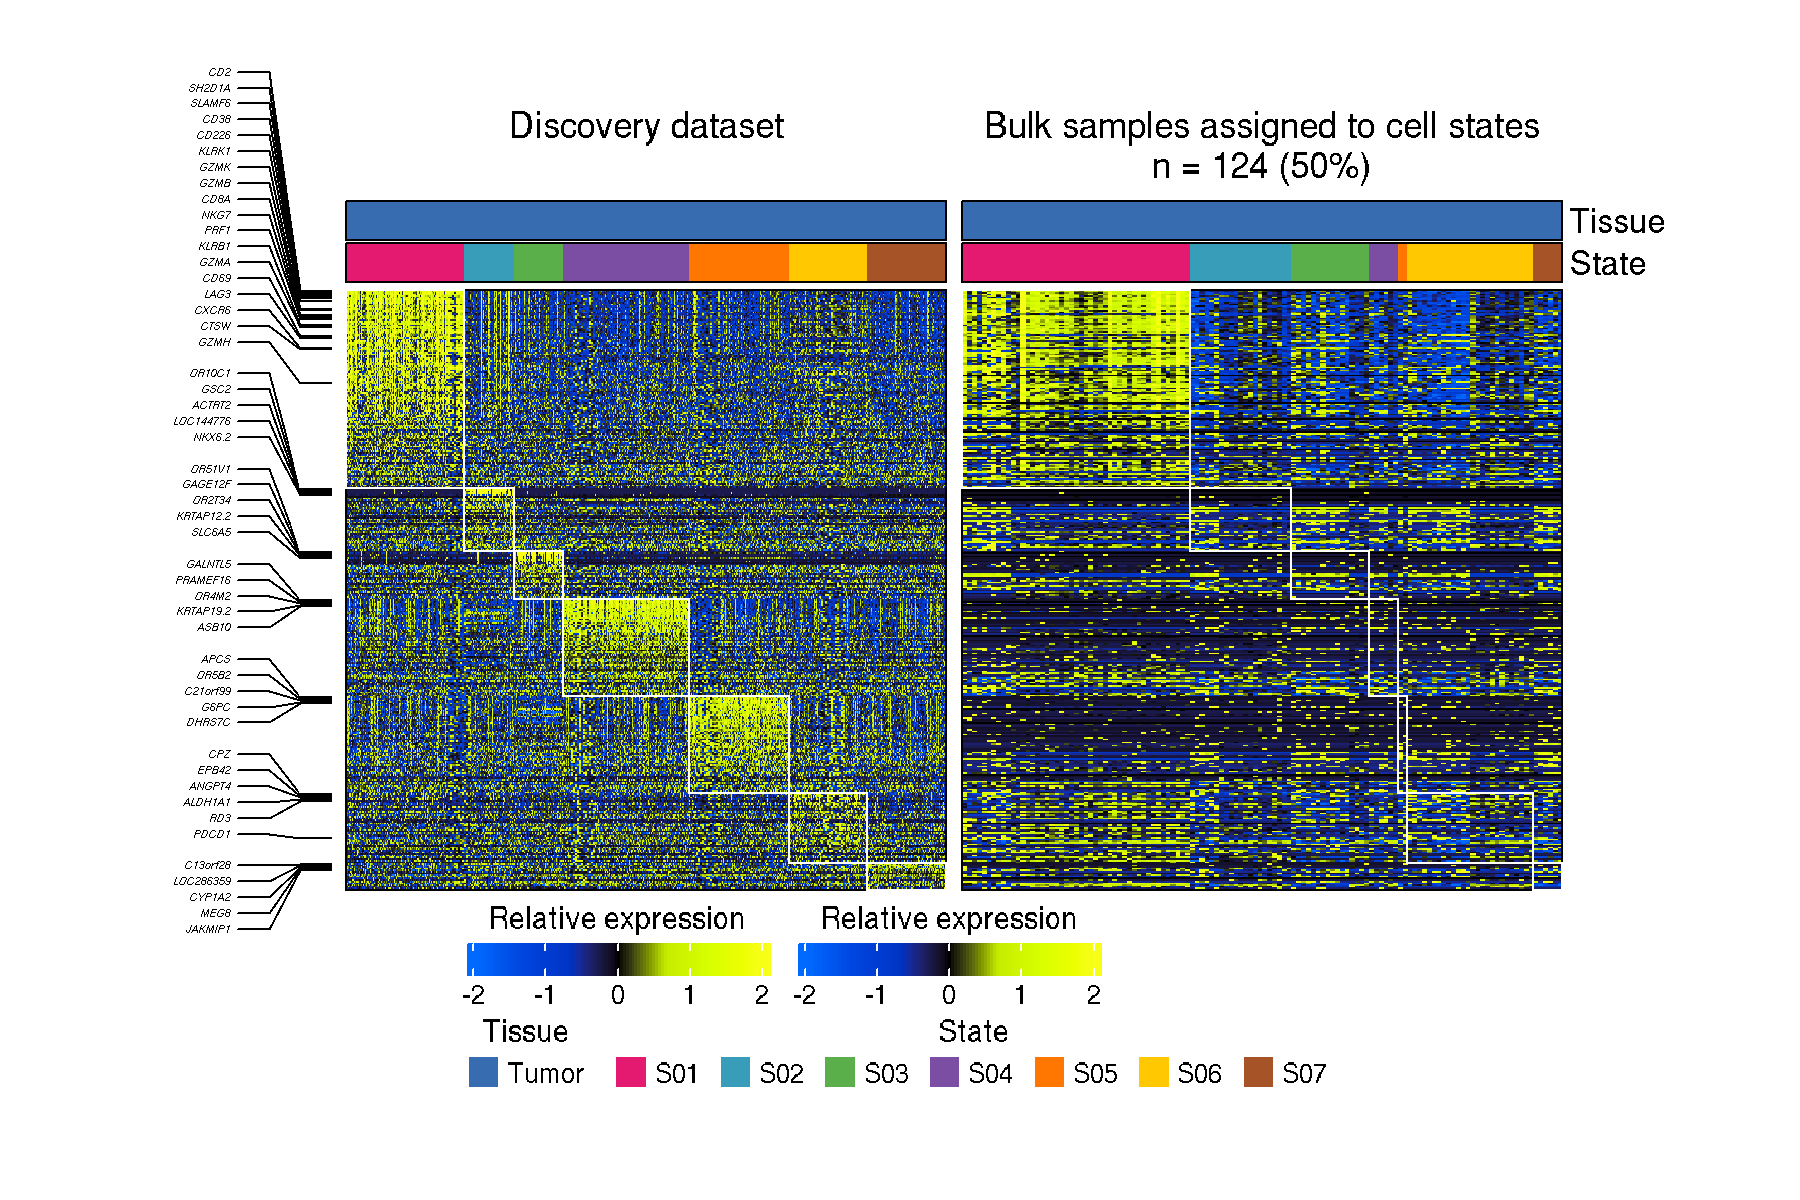 Discovery dataset
Bulk samples assigned to cell states
n = 124 (50%)
Tissue
State
CD2
SH2D1A
SLAMF6
CD38
CD226
KLRK1
GZMK
GZMB
CD8A
NKG7
PRF1
KLRB1
GZMA
CD69
LAG3
CXCR6
CTSW
GZMH
OR10C1
GSC2
ACTRT2
LOC144776
NKX6.2
OR51V1
GAGE12F
OR2T34
KRTAP12.2
SLC6A5
GALNTL5
PRAMEF16
OR4M2
KRTAP19.2
ASB10
APCS
OR5B2
C21orf99
G6PC
DHRS7C
CPZ
EPB42
ANGPT4
ALDH1A1
RD3
PDCD1
C13orf28
LOC286359
CYP1A2
MEG8
JAKMIP1
Relative expression
-2 -1 0 1 2
Relative expression
-2 -1 0 1 2
Tissue
Tumor
State
S01 S02 S03 S04 S05 S06 S07